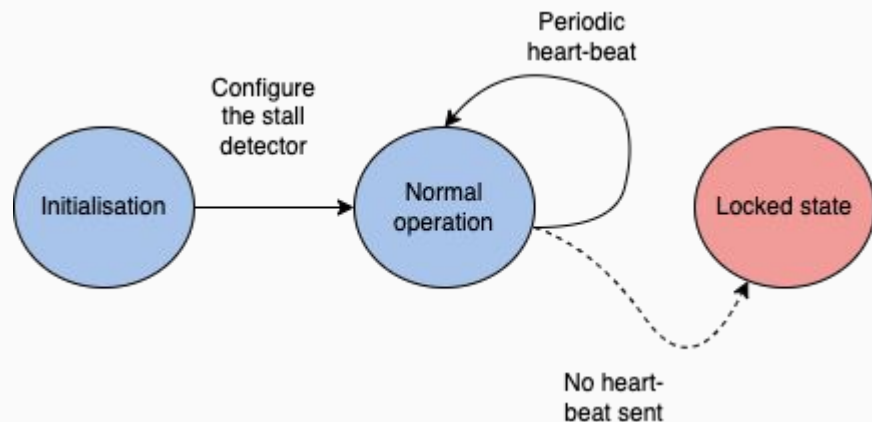 Periodic
heart-beat
Configure
the stall
detector
Initialisation
Normal
operation
Locked state
No heart-
beat sent